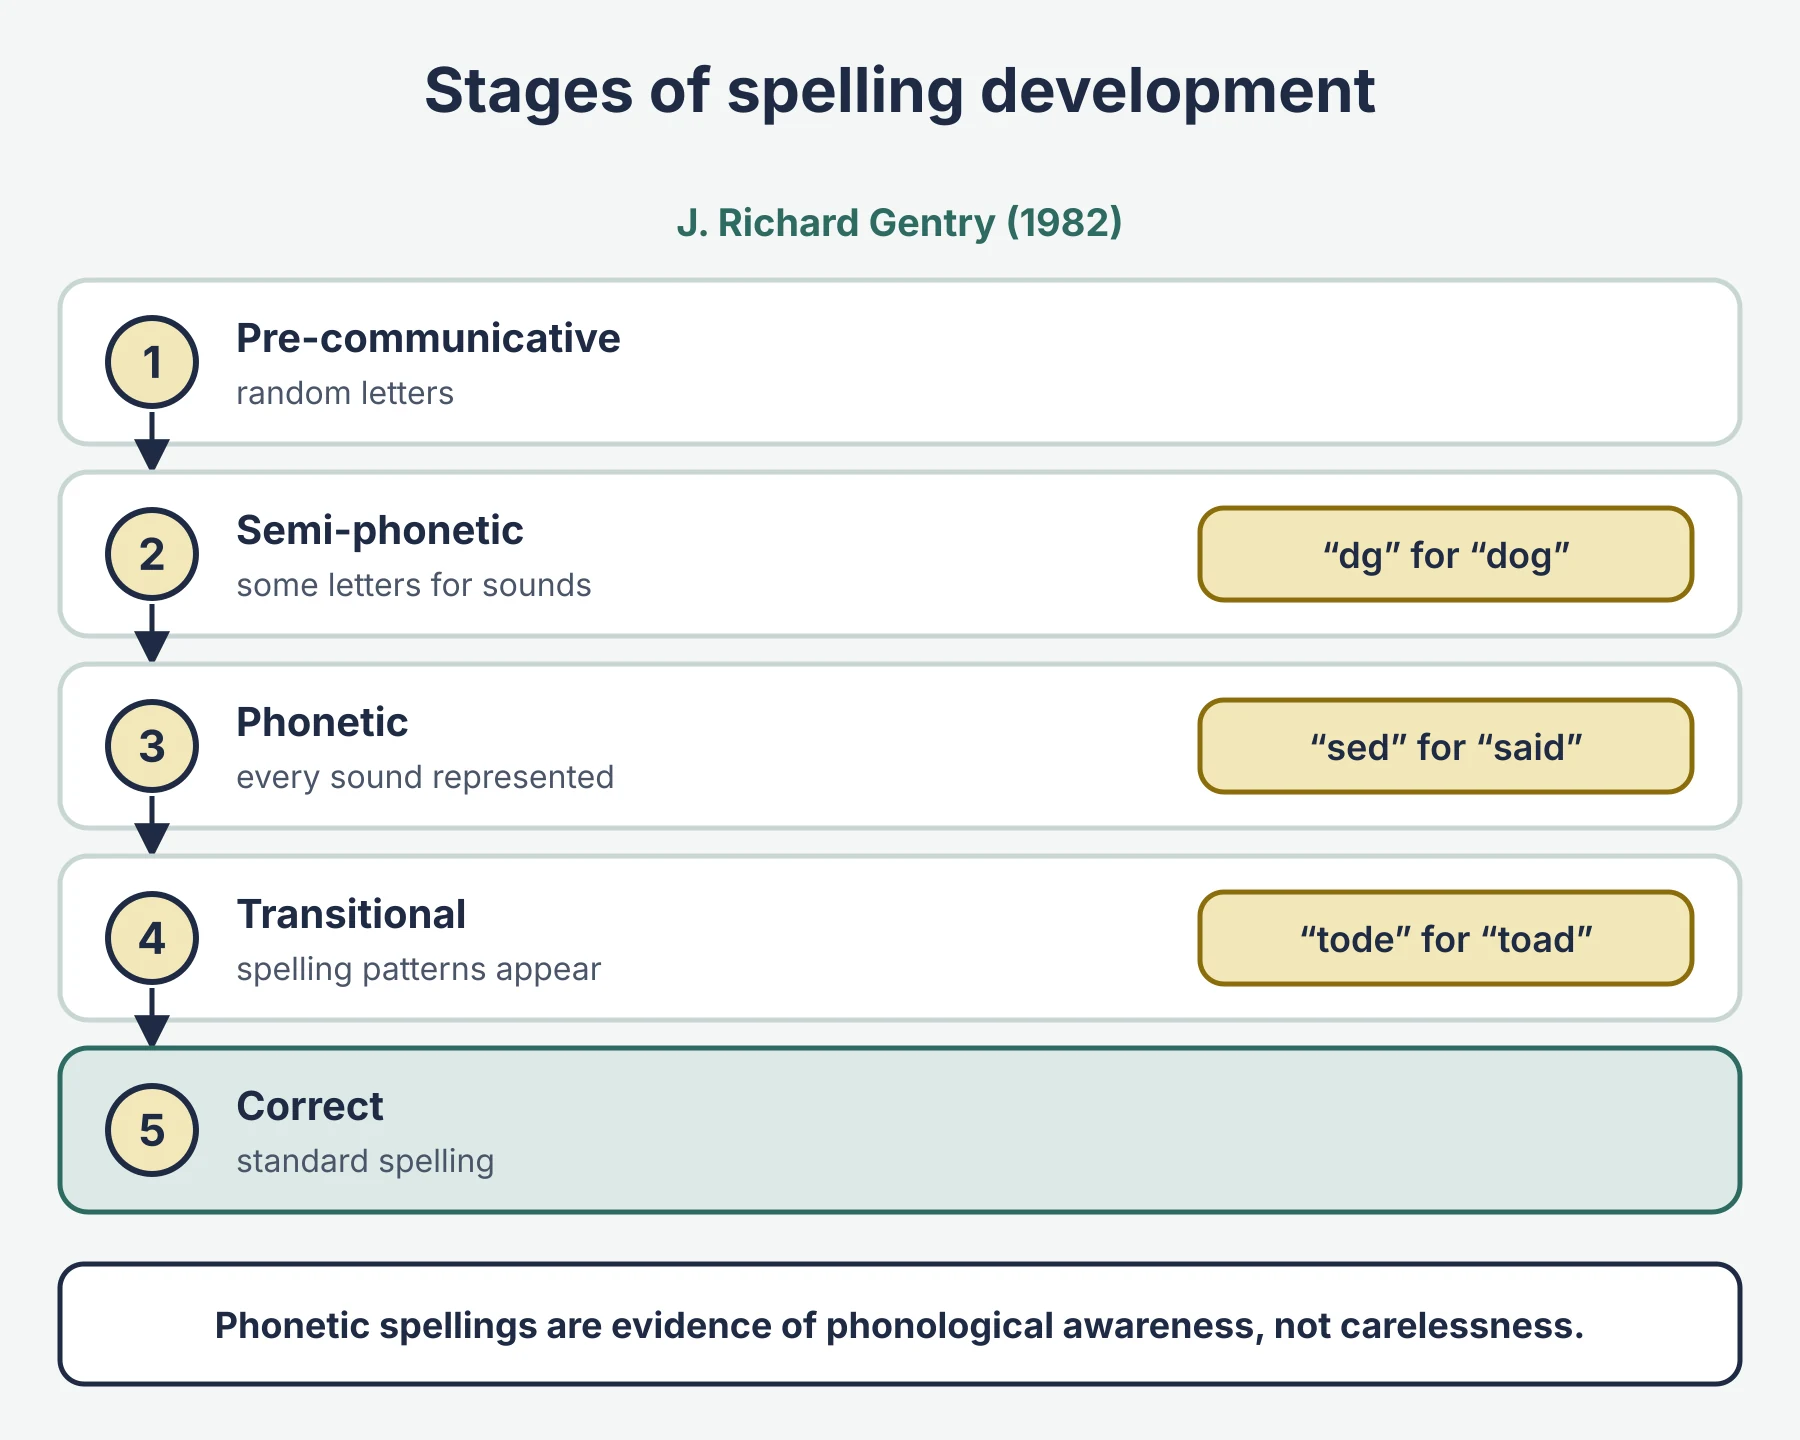 Stages of spelling development
J. Richard Gentry (1982)
1
Pre-communicative
random letters
2
Semi-phonetic
some letters for sounds
“dg” for “dog”
3
Phonetic
every sound represented
“sed” for “said”
4
Transitional
spelling patterns appear
“tode” for “toad”
5
Correct
standard spelling
Phonetic spellings are evidence of phonological awareness, not carelessness.